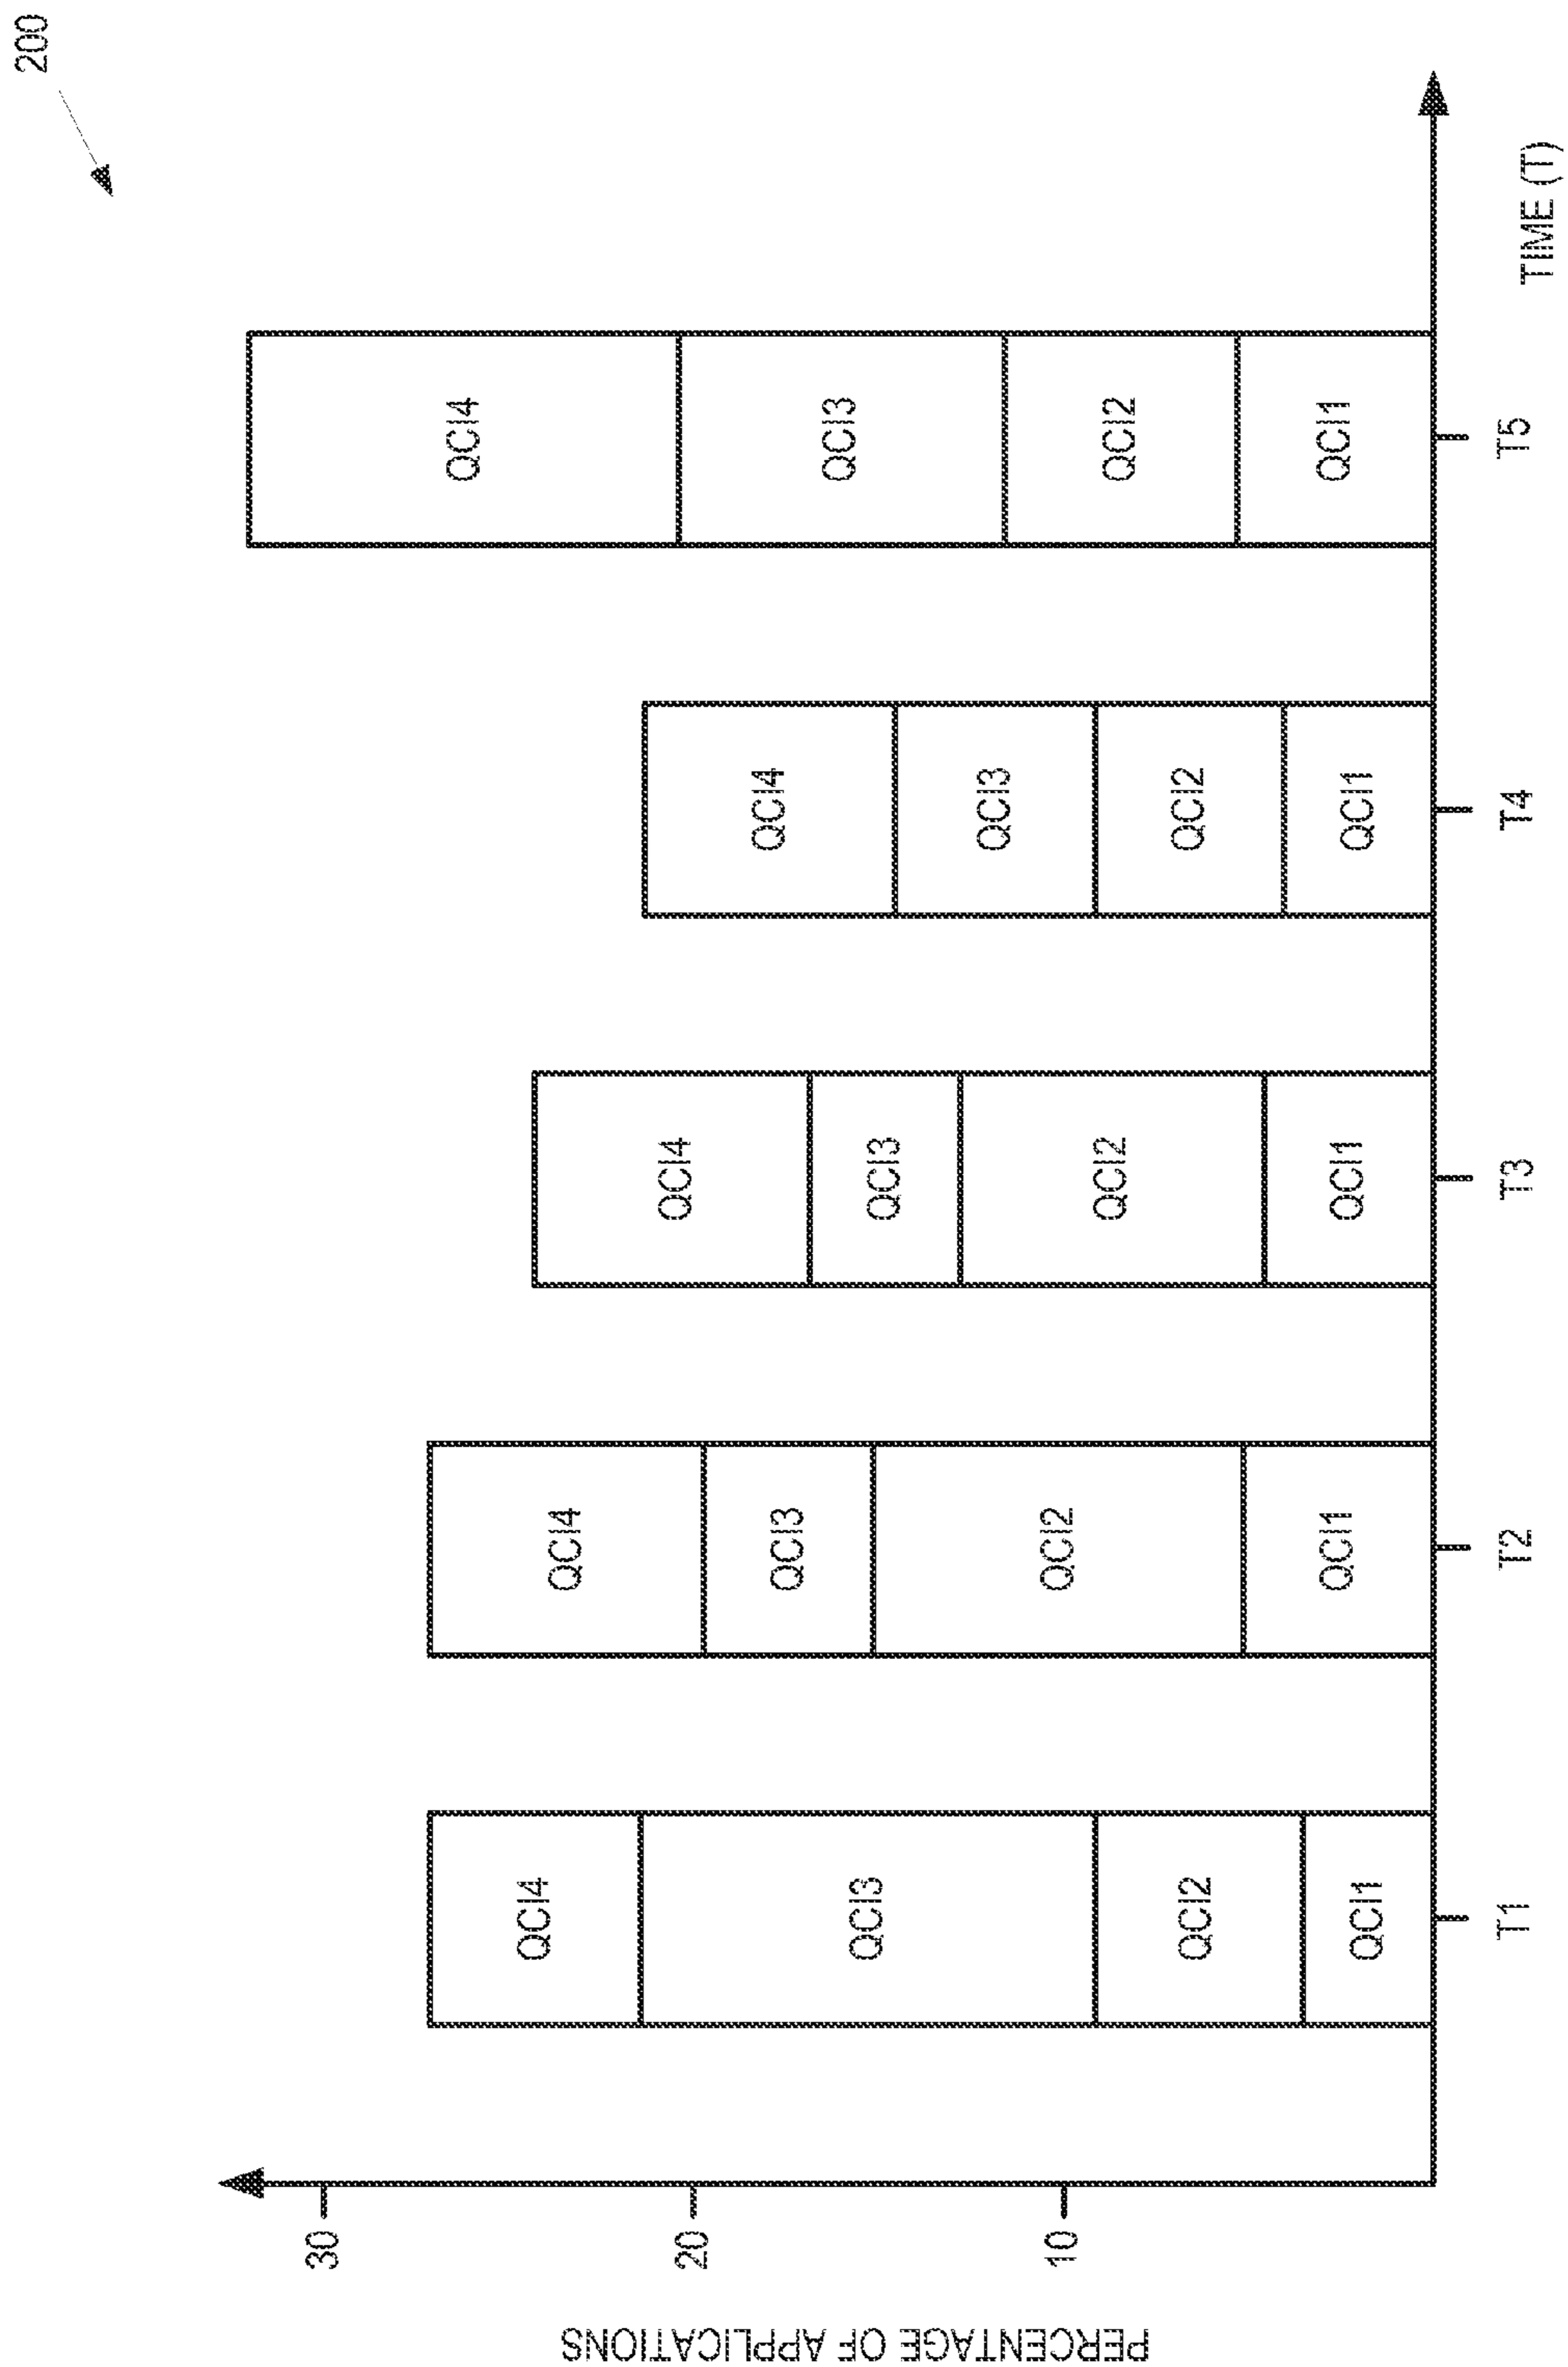 200
PERCENTAGE OF APPLICATIONS
30
20
10
QCI4
QCI3
QCI2
QCI1
QCI4
QCI3
QCI2
QCI1
QCI4
QCI3
QCI2
QCI1
QCI4
QCI3
QCI2
QCI1
QCI4
QCI3
QCI2
QCI1
T1
T2
T3
T4
T5
TIME (T)